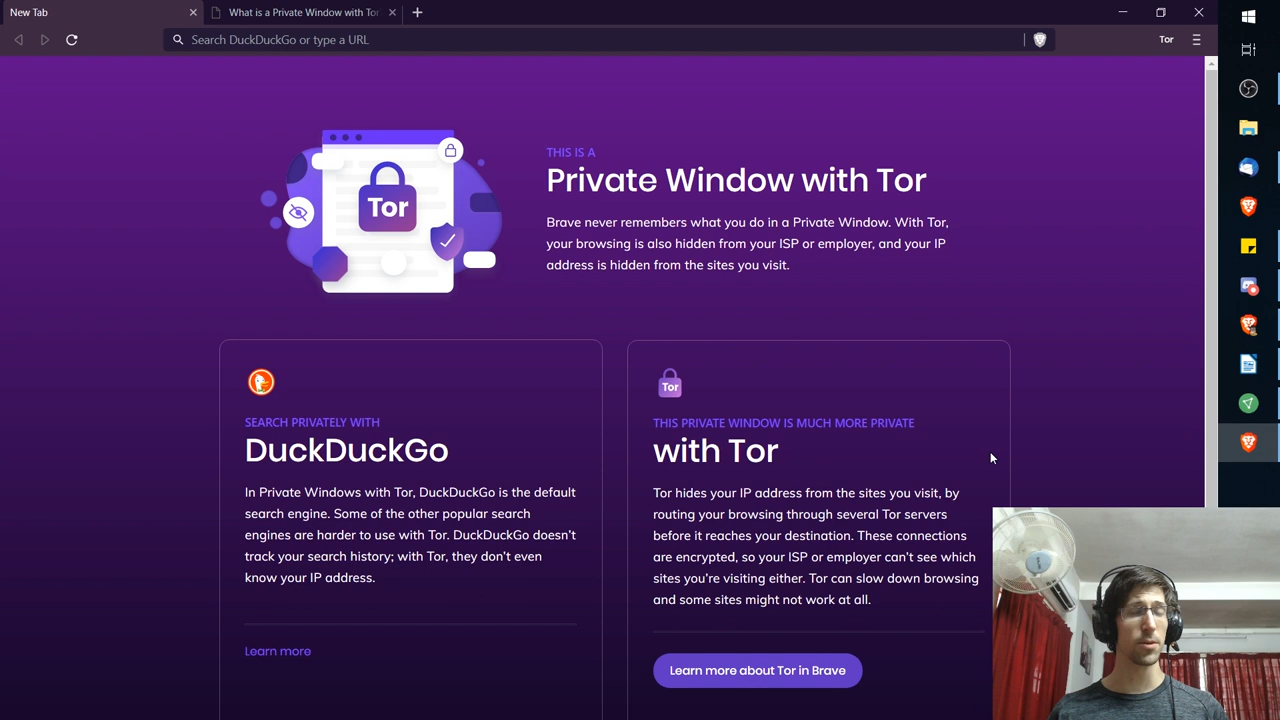 New Tab
What is a Private Window with Tor
Search DuckDuckGo or type a URL
Tor
Tor
THIS IS A
Private Window with Tor
Brave never remembers what you do in a Private Window. With Tor,
your browsing is also hidden from your ISP or employer, and your IP
address is hidden from the sites you visit.
SEARCH PRIVATELY WITH
DuckDuckGo
In Private Windows with Tor, DuckDuckGo is the default
search engine. Some of the other popular search
engines are harder to use with Tor. DuckDuckGo doesn't
track your search history; with Tor, they don't even
know your IP address.
Learn more
Tor
THIS PRIVATE WINDOW IS MUCH MORE PRIVATE
with Tor
Tor hides your IP address from the sites you visit, by
routing your browsing through several Tor servers
before it reaches your destination. These connections
are encrypted, so your ISP or employer can't see which
sites you're visiting either. Tor can slow down browsing
and some sites might not work at all.
Learn more about Tor in Brave